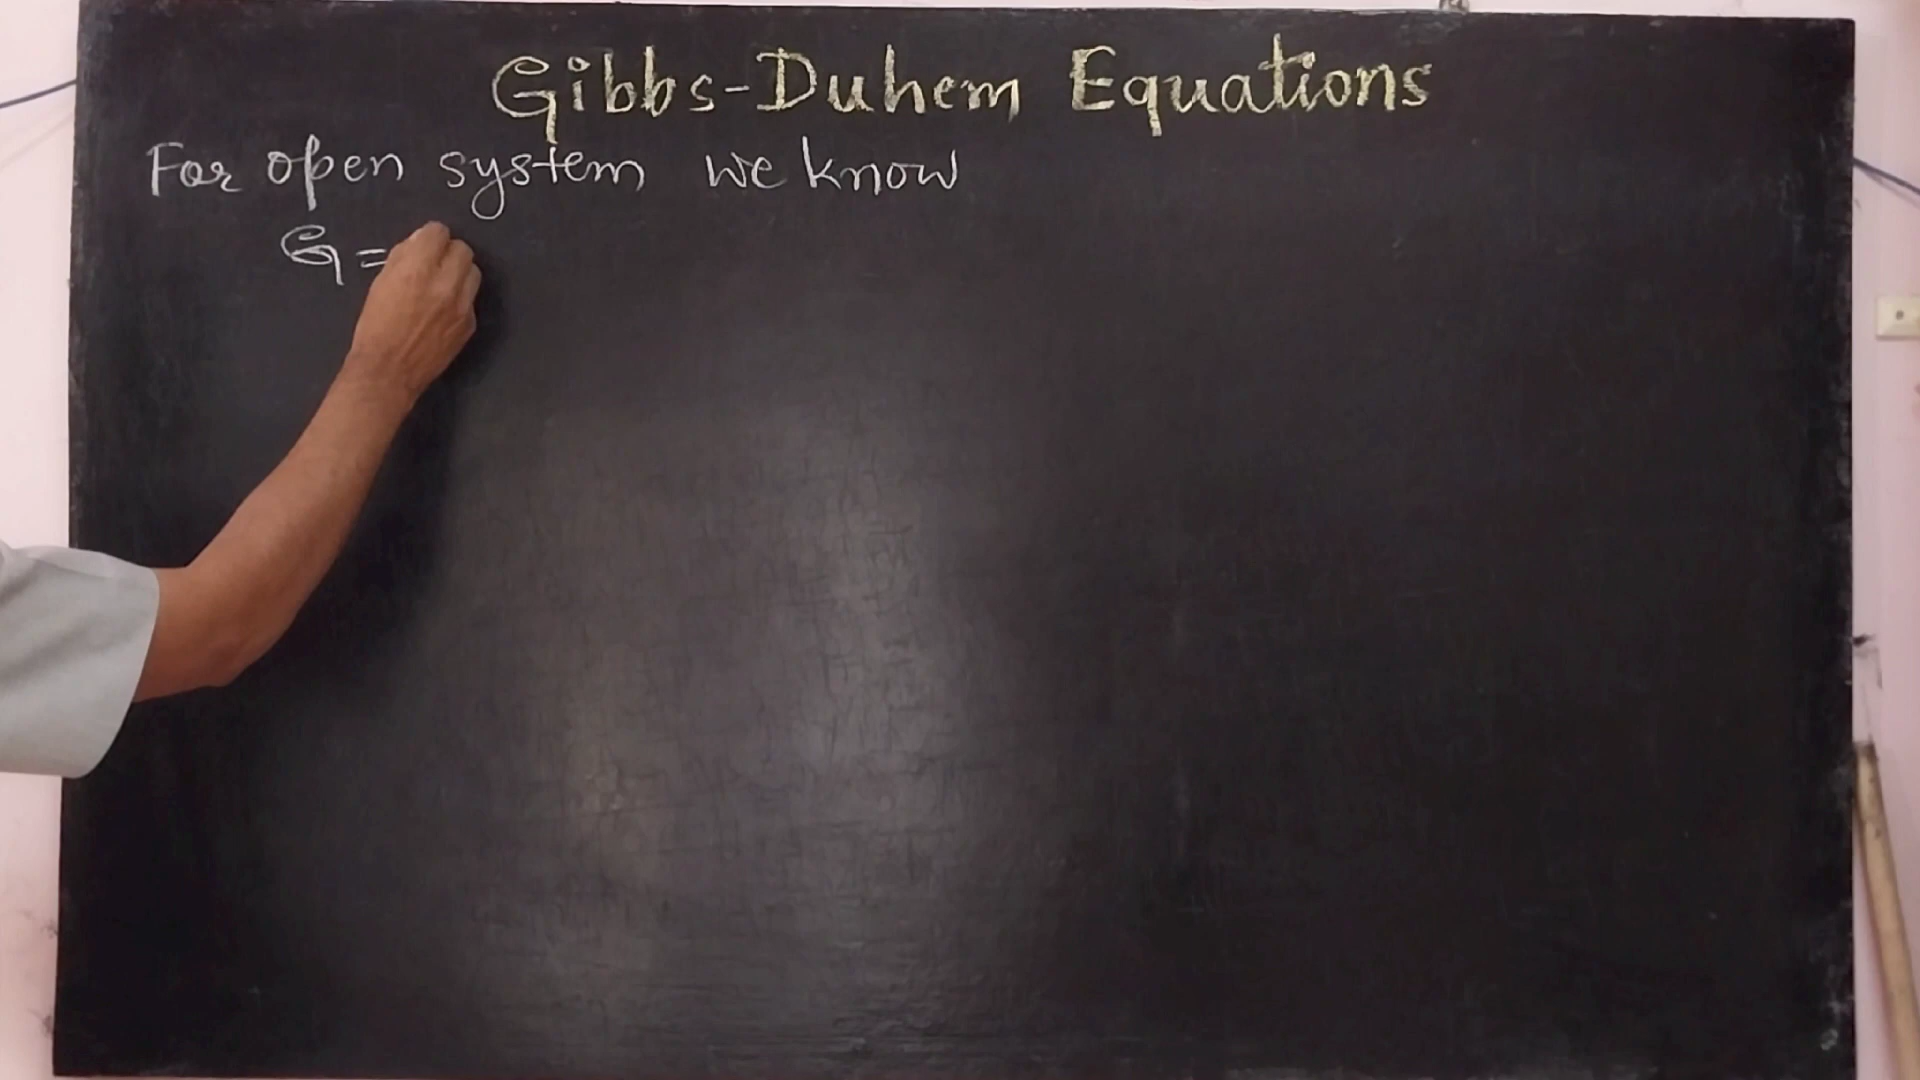 Gibbs-Duhem Equations
For open system we know
G =